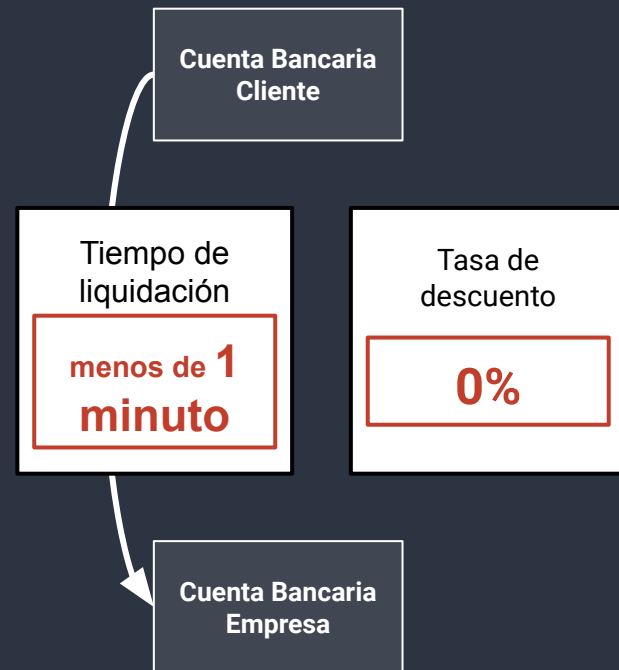 Cuenta Bancaria
Cliente
Tiempo de
liquidación
menos de 1
minuto
Tasa de
descuento
0%
Cuenta Bancaria
Empresa